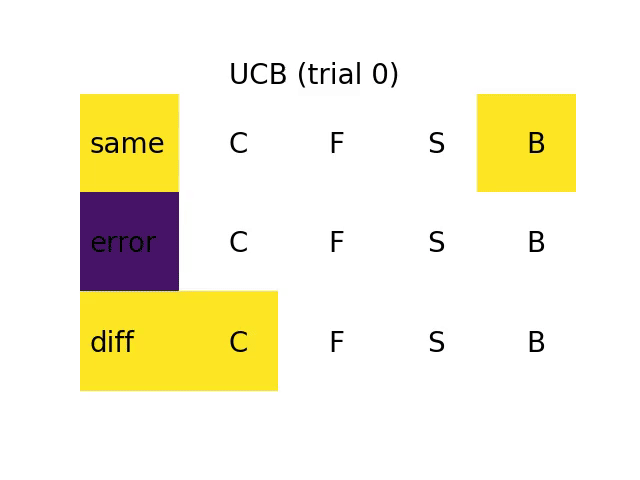 UCB (trial 0)
same C F S B
error C F S B
diff C F S B